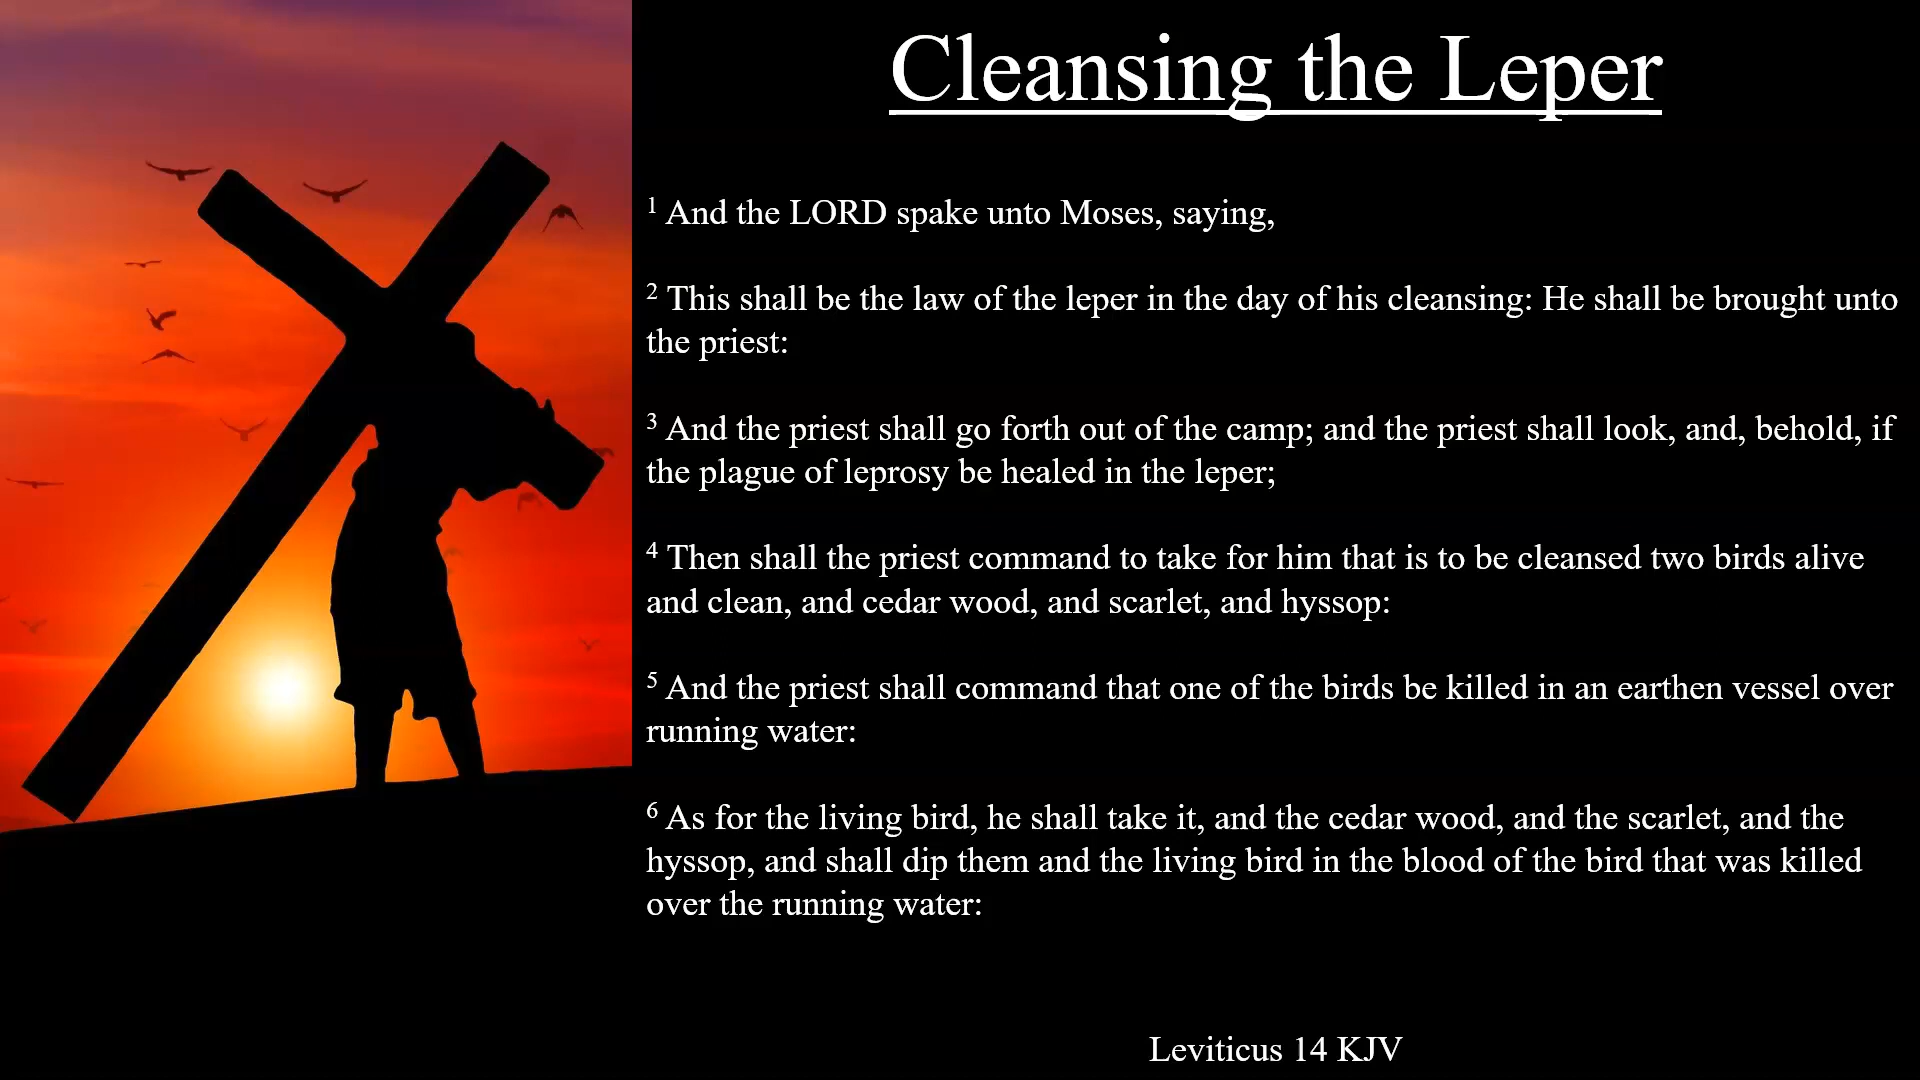 Cleansing the Leper
1 And the LORD spake unto Moses, saying,
2 This shall be the law of the leper in the day of his cleansing: He shall be brought unto
the priest:
3 And the priest shall go forth out of the camp; and the priest shall look, and, behold, if
the plague of leprosy be healed in the leper;
4 Then shall the priest command to take for him that is to be cleansed two birds alive
and clean, and cedar wood, and scarlet, and hyssop:
5 And the priest shall command that one of the birds be killed in an earthen vessel over
running water:
6 As for the living bird, he shall take it, and the cedar wood, and the scarlet, and the
hyssop, and shall dip them and the living bird in the blood of the bird that was killed
over the running water:
Leviticus 14 KJV